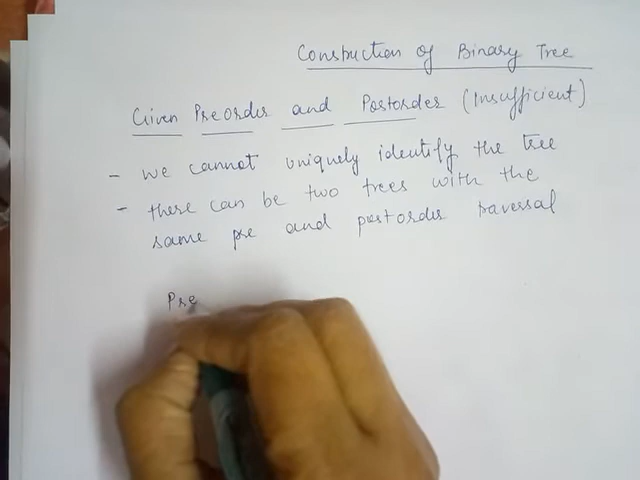 Construction of Binary Tree
Given Preorder and Postorder (Insufficient)
- we cannot uniquely identify the tree
- there can be two trees with the
same pre and postorder traversal
Pre